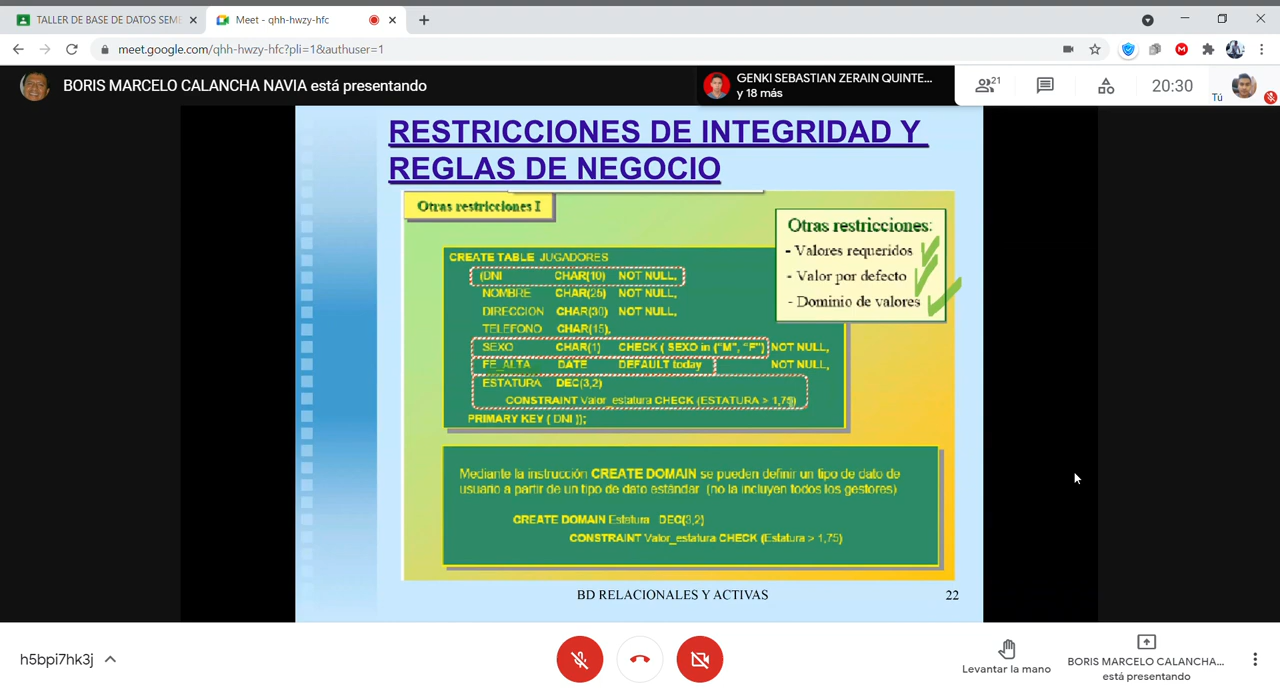 TALLER DE BASE DE DATOS SEME
Meet - qhh-hwzy-hfc
meet.google.com/qhh-hwzy-hfc?pli=1&authuser=1
BORIS MARCELO CALANCHA NAVIA está presentando
GENKI SEBASTIAN ZERAIN QUINTE...
y 18 más
21
20:30
Tú
RESTRICCIONES DE INTEGRIDAD Y
REGLAS DE NEGOCIO
Otras restricciones I
Otras restricciones:
- Valores requeridos
- Valor por defecto
- Dominio de valores
CREATE TABLE JUGADORES
(DNI CHAR(10) NOT NULL,
NOMBRE CHAR(25) NOT NULL,
DIRECCION CHAR(30) NOT NULL,
TELEFONO CHAR(15),
SEXO CHAR(1) CHECK ( SEXO in ("M", "F") NOT NULL,
FE_ALTA DATE DEFAULT today NOT NULL,
ESTATURA DEC(3,2)
CONSTRAINT Valor_estatura CHECK (ESTATURA > 1,75)
PRIMARY KEY ( DNI ));
Mediante la instrucción CREATE DOMAIN se pueden definir un tipo de dato de
usuario a partir de un tipo de dato estándar (no la incluyen todos los gestores)
CREATE DOMAIN Estatura DEC(3,2)
CONSTRAINT Valor_estatura CHECK (Estatura > 1,75)
BD RELACIONALES Y ACTIVAS
22
h5bpi7hk3j
Levantar la mano
BORIS MARCELO CALANCHA...
está presentando